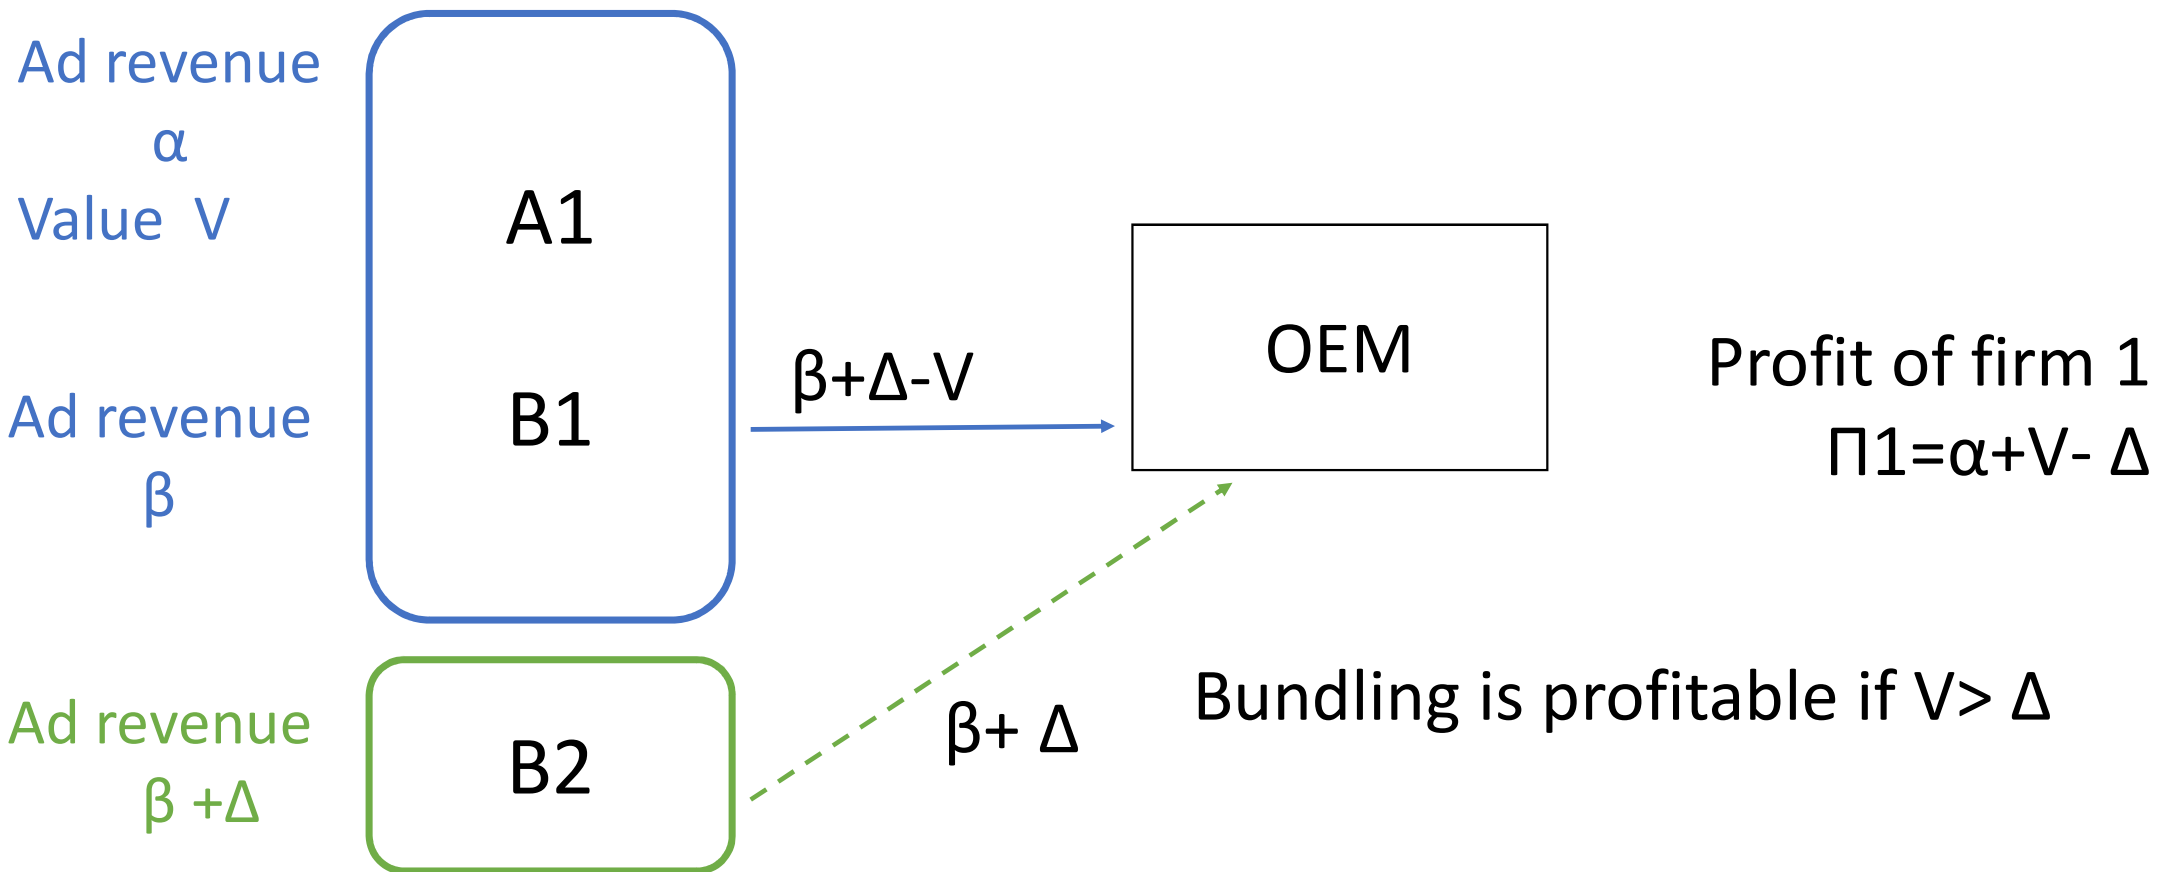 Ad revenue
α
Value  V
A1
Ad revenue
β
B1
β+Δ-V
OEM
Profit of firm 1
Π1=α+V- Δ
Ad revenue
β +Δ
B2
β+ Δ
Bundling is profitable if V> Δ